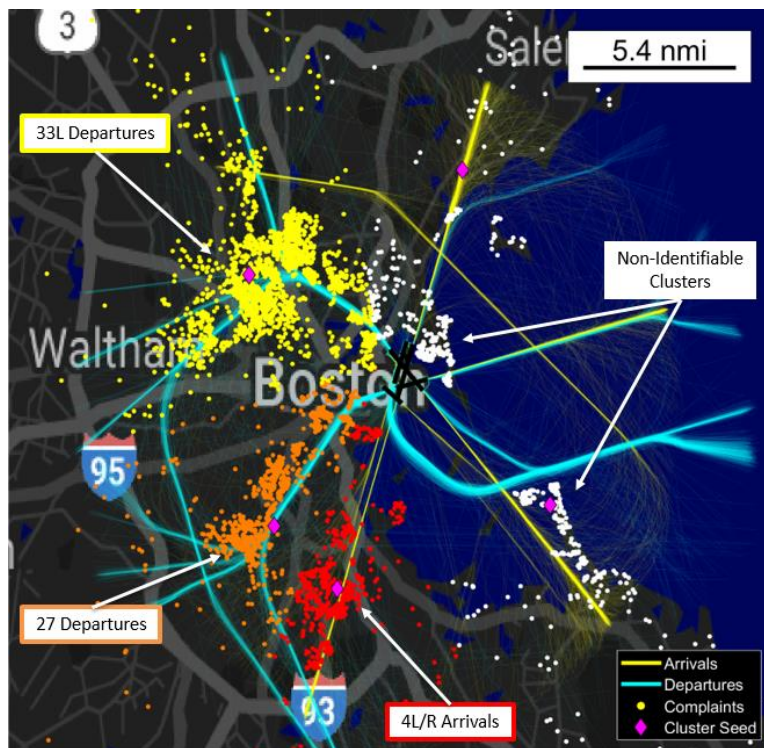 3
Salem
5.4 nmi
33L Departures
Non-Identifiable
Clusters
Waltham
Boston
95
27 Departures
93
4L/R Arrivals
Arrivals
Departures
Complaints
Cluster Seed